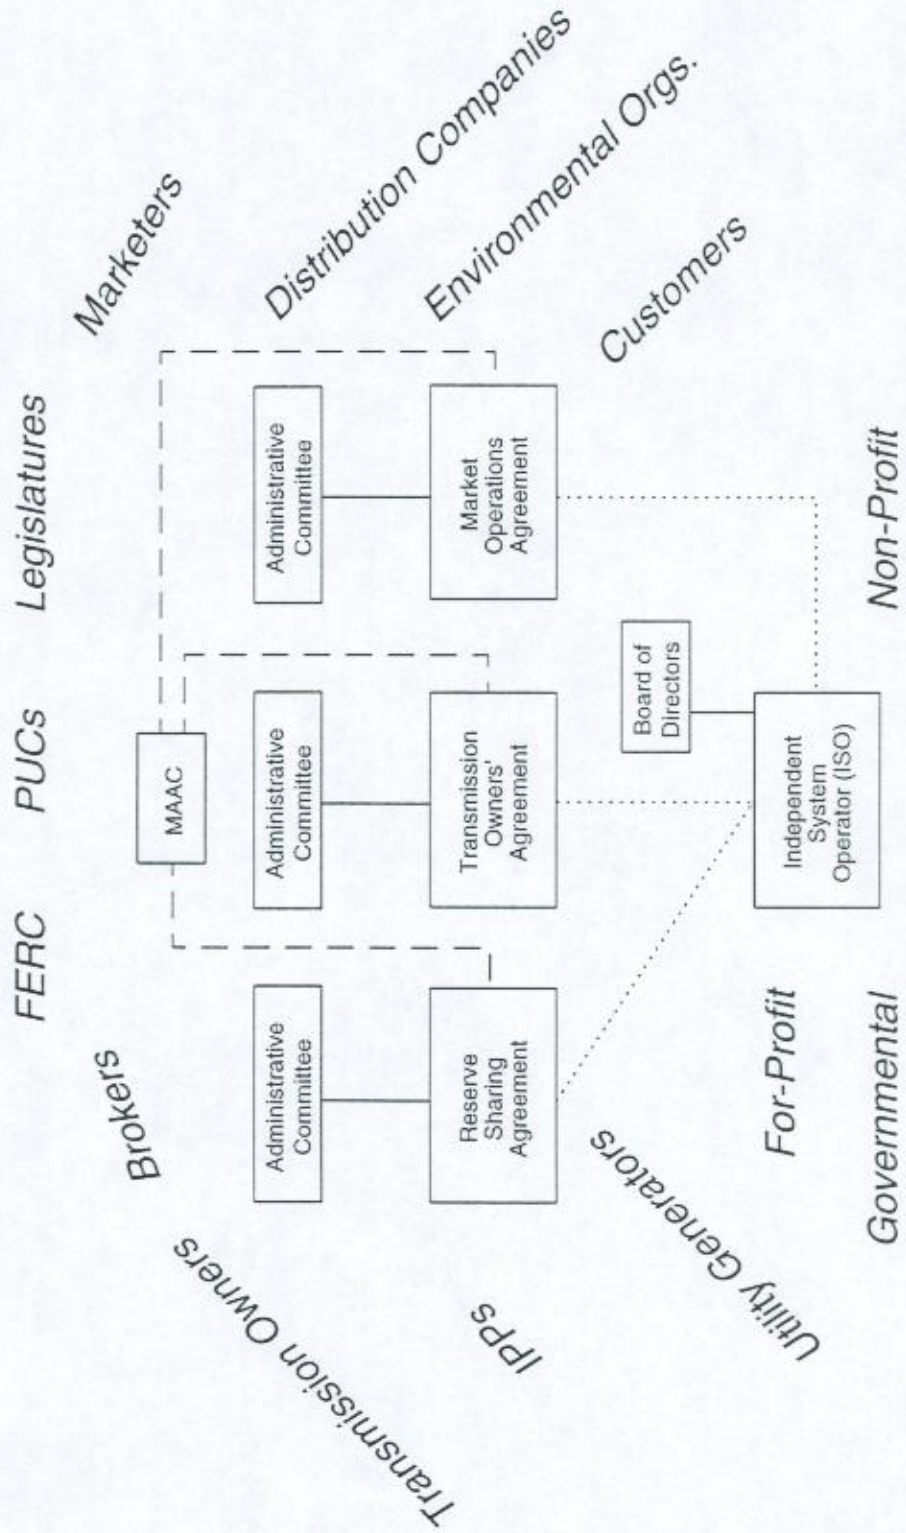 FERC
PUCs
Legislatures
Brokers
Marketers
MAAC
Transmission Owners
Distribution Companies
Administrative
Committee
Administrative
Committee
Administrative
Committee
IPPs
Environmental Orgs.
Reserve
Sharing
Agreement
Transmission
Owners'
Agreement
Market
Operations
Agreement
Utility Generators
Customers
Board of
Directors
For-Profit
Independent
System
Operator (ISO)
Governmental
Non-Profit